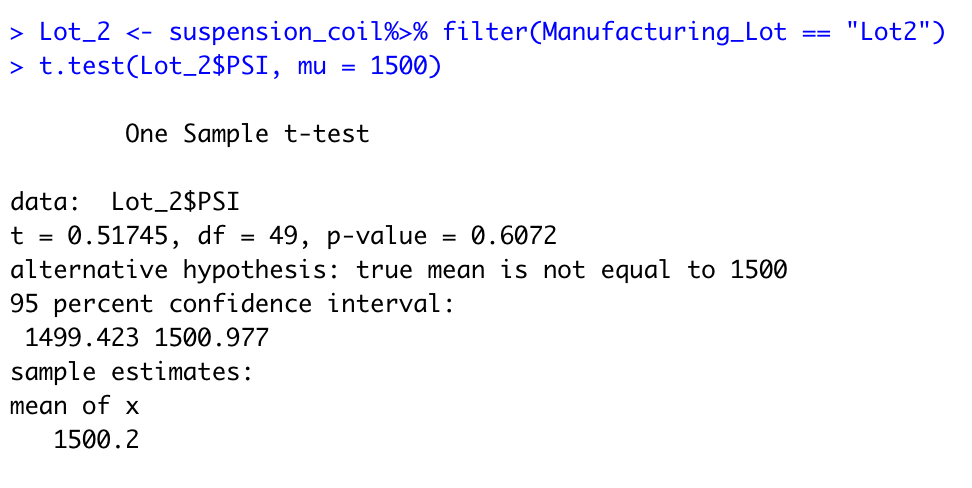 > Lot_2 <- suspension_coil%>% filter(Manufacturing_Lot == "Lot2")
> t.test(Lot_2$PSI, mu = 1500)
One Sample t-test
data:  Lot_2$PSI
t = 0.51745, df = 49, p-value = 0.6072
alternative hypothesis: true mean is not equal to 1500
95 percent confidence interval:
1499.423 1500.977
sample estimates:
mean of x
1500.2